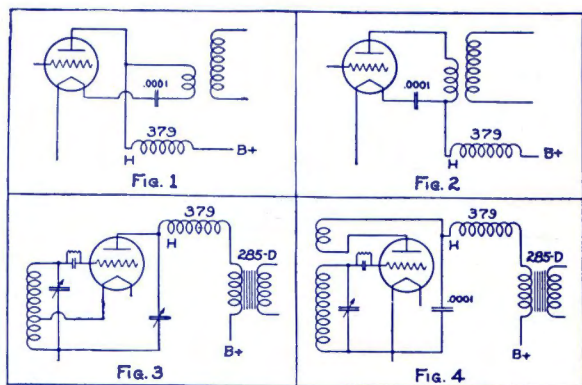 .0001
379
H
B+
Fig. 1
.0001
379
H
B+
Fig. 2
379
H
285-D
B+
Fig. 3
379
H
285-D
.0001
B+
Fig. 4